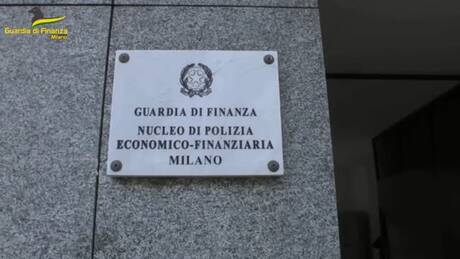 Guardia di Finanza
Milano
GUARDIA DI FINANZA
NUCLEO DI POLIZIA
ECONOMICO-FINANZIARIA
MILANO